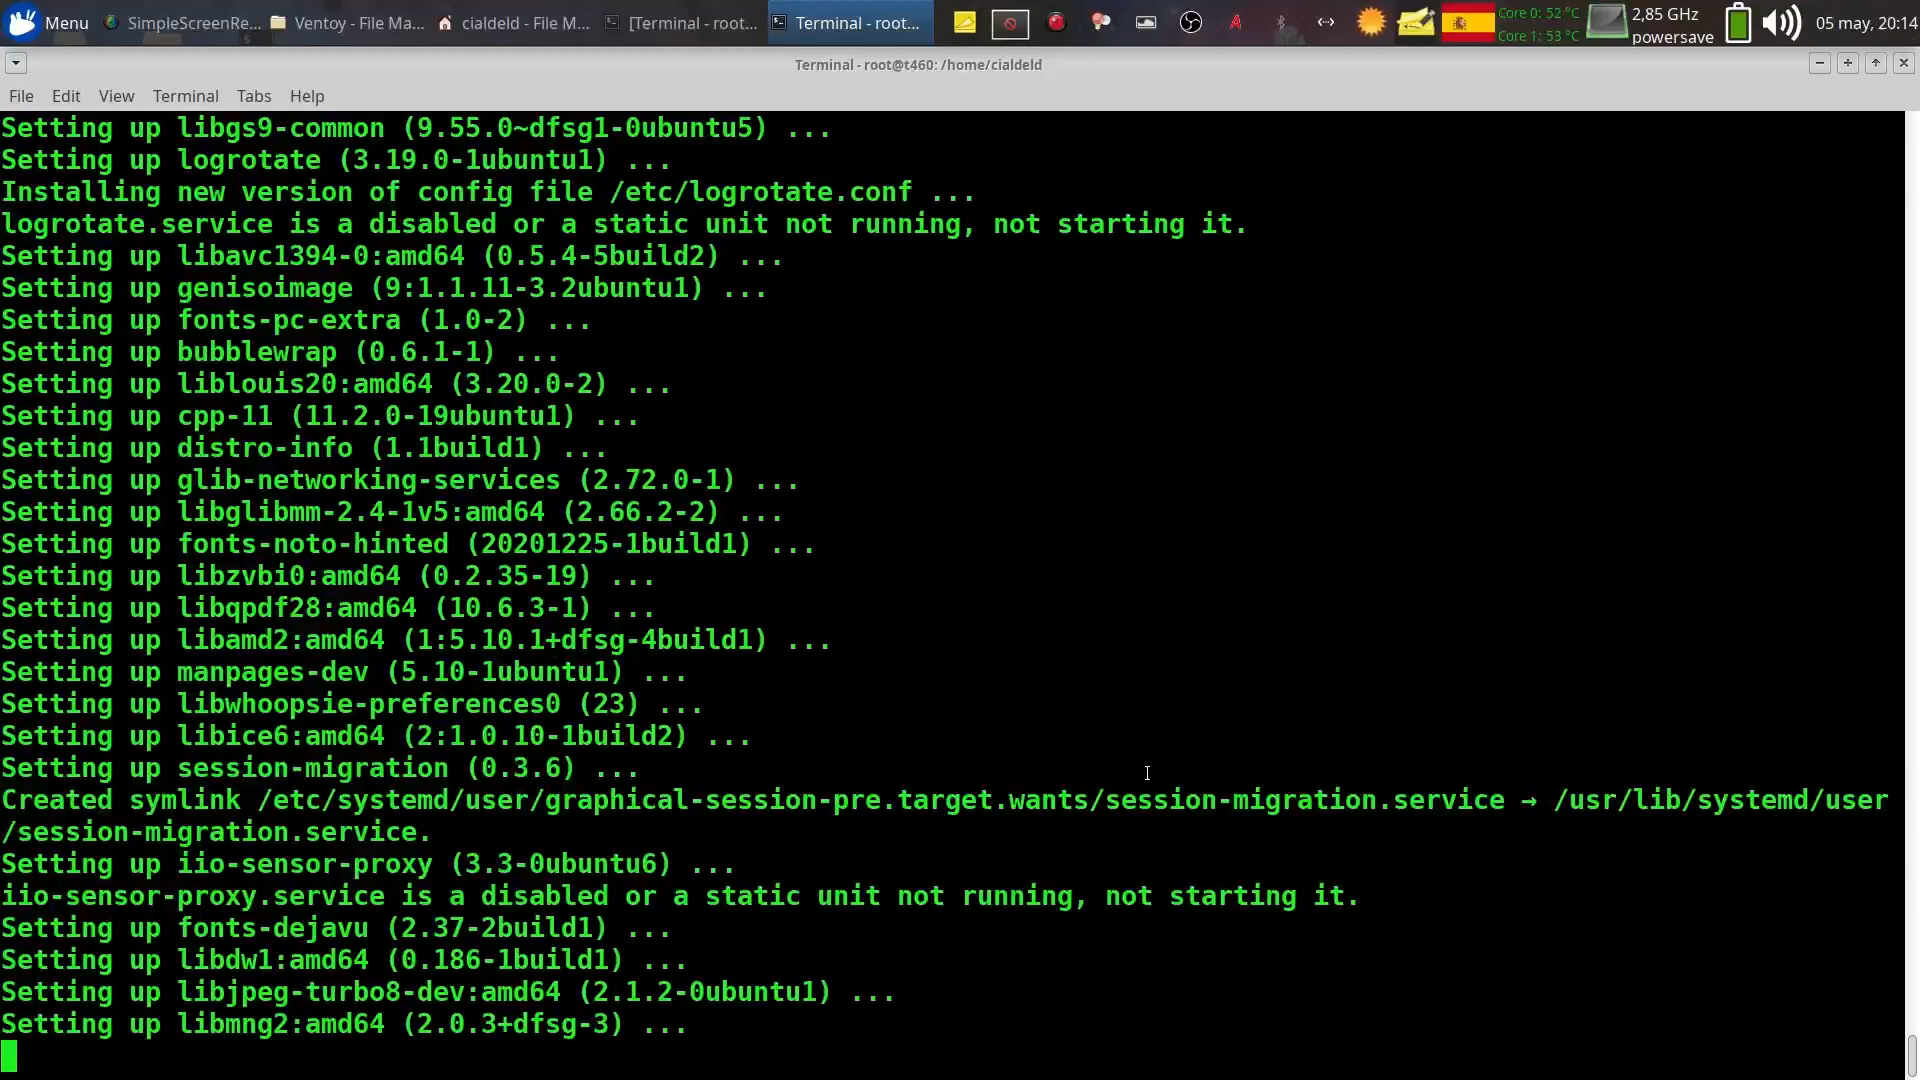 Menu SimpleScreenRe... Ventoy - File Ma... cialdeld - File M... [Terminal - root... Terminal - root... Core 0: 52 °C 2,85 GHz 05 may, 20:14
Core 1: 53 °C powersave
Terminal - root@t460: /home/cialdeld
File Edit View Terminal Tabs Help
Setting up libgs9-common (9.55.0~dfsg1-0ubuntu5) ...
Setting up logrotate (3.19.0-1ubuntu1) ...
Installing new version of config file /etc/logrotate.conf ...
logrotate.service is a disabled or a static unit not running, not starting it.
Setting up libavc1394-0:amd64 (0.5.4-5build2) ...
Setting up genisoimage (9:1.1.11-3.2ubuntu1) ...
Setting up fonts-pc-extra (1.0-2) ...
Setting up bubblewrap (0.6.1-1) ...
Setting up liblouis20:amd64 (3.20.0-2) ...
Setting up cpp-11 (11.2.0-19ubuntu1) ...
Setting up distro-info (1.1build1) ...
Setting up glib-networking-services (2.72.0-1) ...
Setting up libglibmm-2.4-1v5:amd64 (2.66.2-2) ...
Setting up fonts-noto-hinted (20201225-1build1) ...
Setting up libzvbi0:amd64 (0.2.35-19) ...
Setting up libqpdf28:amd64 (10.6.3-1) ...
Setting up libamd2:amd64 (1:5.10.1+dfsg-4build1) ...
Setting up manpages-dev (5.10-1ubuntu1) ...
Setting up libwhoopsie-preferences0 (23) ...
Setting up libice6:amd64 (2:1.0.10-1build2) ...
Setting up session-migration (0.3.6) ...
Created symlink /etc/systemd/user/graphical-session-pre.target.wants/session-migration.service → /usr/lib/systemd/user
/session-migration.service.
Setting up iio-sensor-proxy (3.3-0ubuntu6) ...
iio-sensor-proxy.service is a disabled or a static unit not running, not starting it.
Setting up fonts-dejavu (2.37-2build1) ...
Setting up libdw1:amd64 (0.186-1build1) ...
Setting up libjpeg-turbo8-dev:amd64 (2.1.2-0ubuntu1) ...
Setting up libmng2:amd64 (2.0.3+dfsg-3) ...